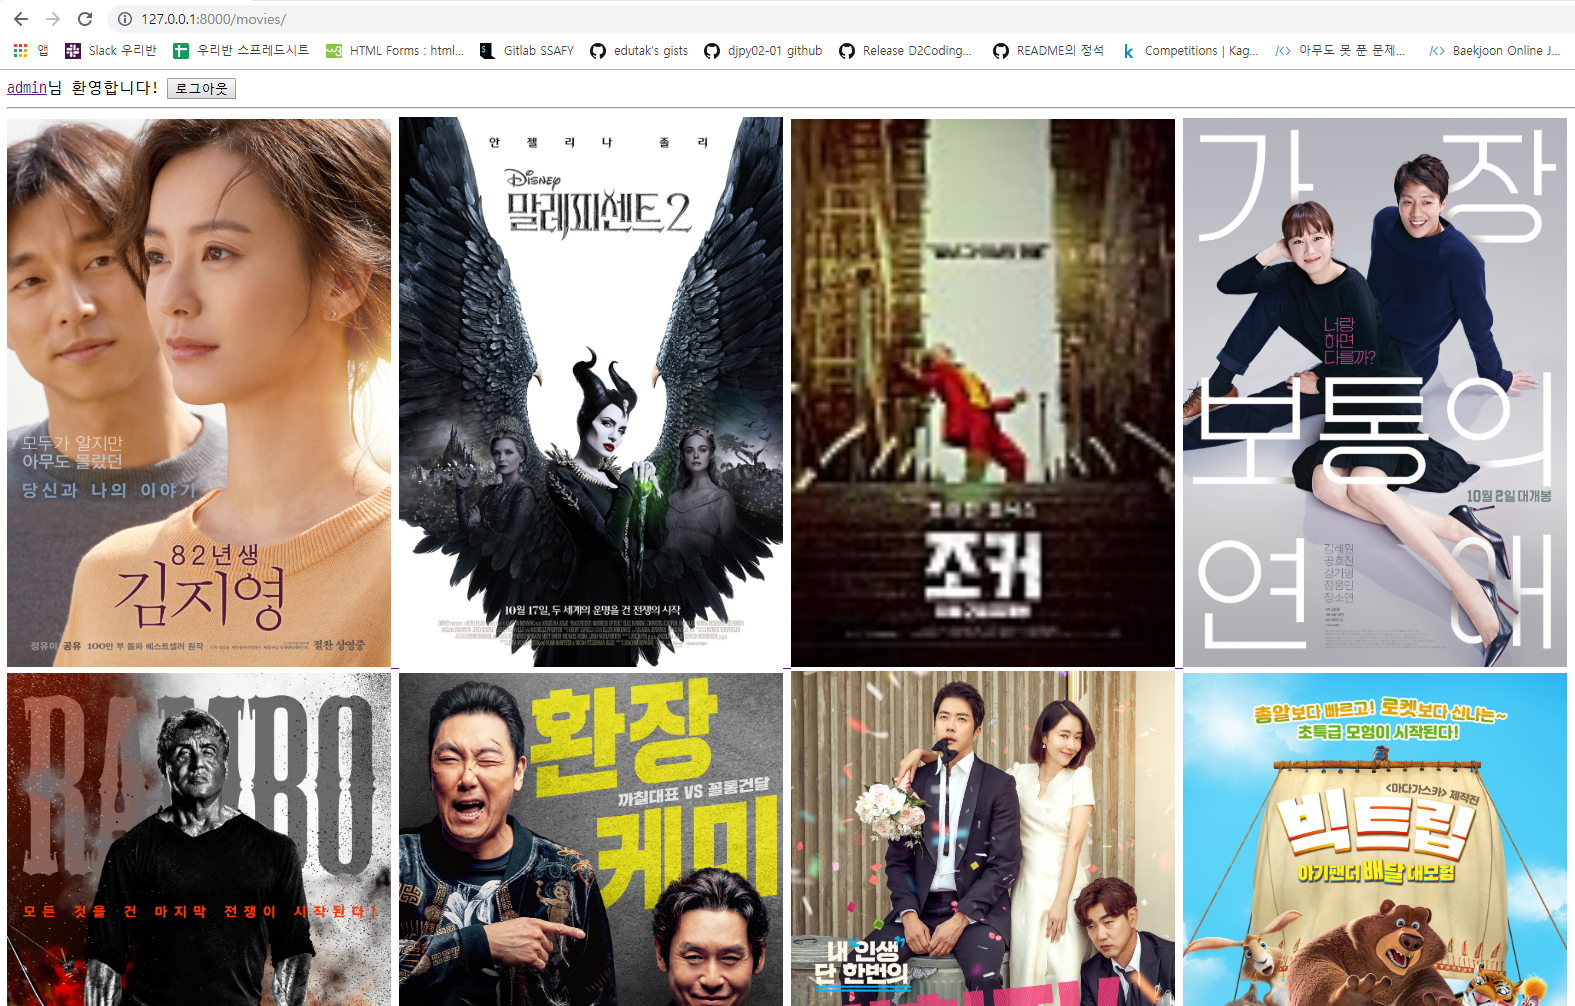 127.0.0.1:8000/movies/
앱 Slack 우리반 우리반 스프레드시트 HTML Forms : html... Gitlab SSAFY edutak's gists djpy02-01 github Release D2Coding... README의 정석 Competitions | Kag... 아무도 못 푼 문제... Baekjoon Online J...
admin님 환영합니다! 로그아웃
모두가 알지만
아무도 몰랐던
당신과 나의 이야기
82년생
김지영
정유미 공유 100만 부 돌파 베스트셀러 원작
절찬 상영중
안젤리나 졸리
Disney
말레피센트 2
10월 17일, 두 세계의 운명을 건 전쟁의 시작
조커
가장
너랑
하면
다를까?
보통의
10월 2일 대개봉
연애
김래원
공효진
강기영
정웅인
장소연
RAMBO
모든 것을 건 마지막 전쟁이 시작된다!
환장
까칠대표 VS 꼴통건달
케미
내 "인생"
단 한번의
총알보다 빠르고! 로켓보다 신나는~
초특급 모험이 시작된다!
<마다가스카> 제작진
빅트립
아기팬더 배달 대모험